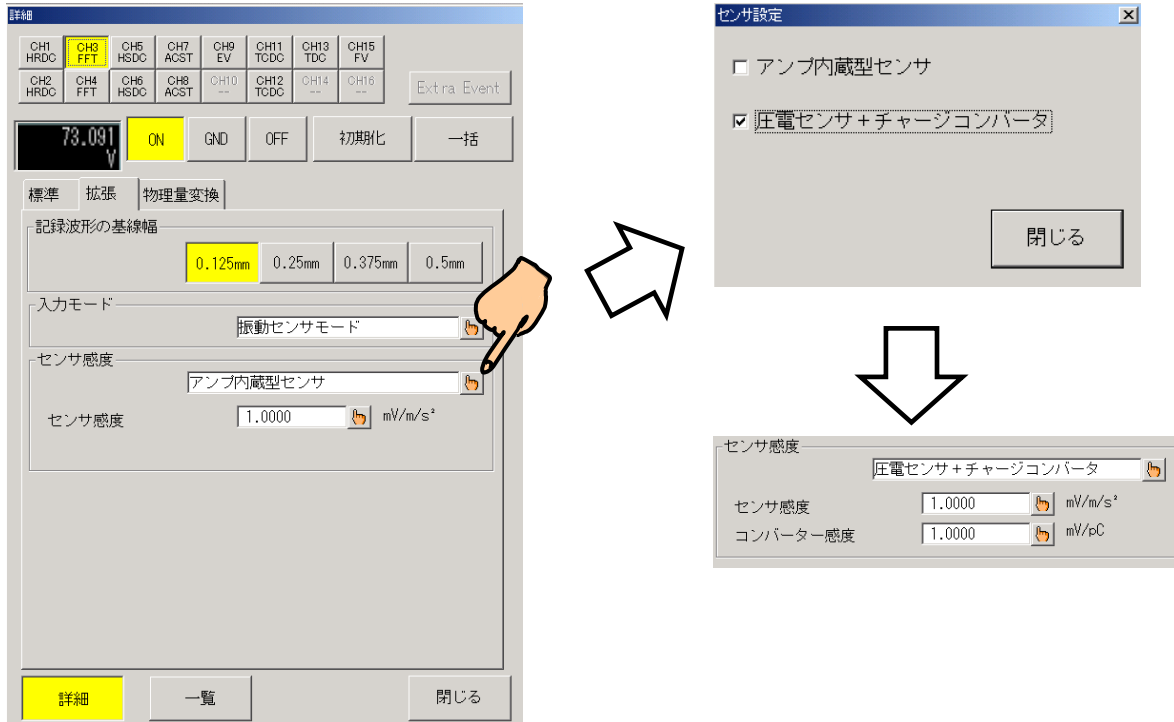 詳細
CH1 HRDC CH3 FFT CH5 HSDC CH7 ACST CH9 EV CH11 TCDC CH13 TDC CH15 FV
CH2 HRDC CH4 FFT CH6 HSDC CH8 ACST CH10 -- CH12 TCDC CH14 -- CH16 -- Extra Event
73.091 V ON GND OFF 初期化 一括
標準 拡張 物理量変換
記録波形の基線幅
0.125mm 0.25mm 0.375mm 0.5mm
入力モード
振動センサモード
センサ感度
アンプ内蔵型センサ
センサ感度 1.0000 mV/m/s²
詳細 一覧 閉じる
センサ設定
アンプ内蔵型センサ
圧電センサ+チャージコンバータ
閉じる
センサ感度
圧電センサ+チャージコンバータ
センサ感度 1.0000 mV/m/s²
コンバーター感度 1.0000 mV/pC